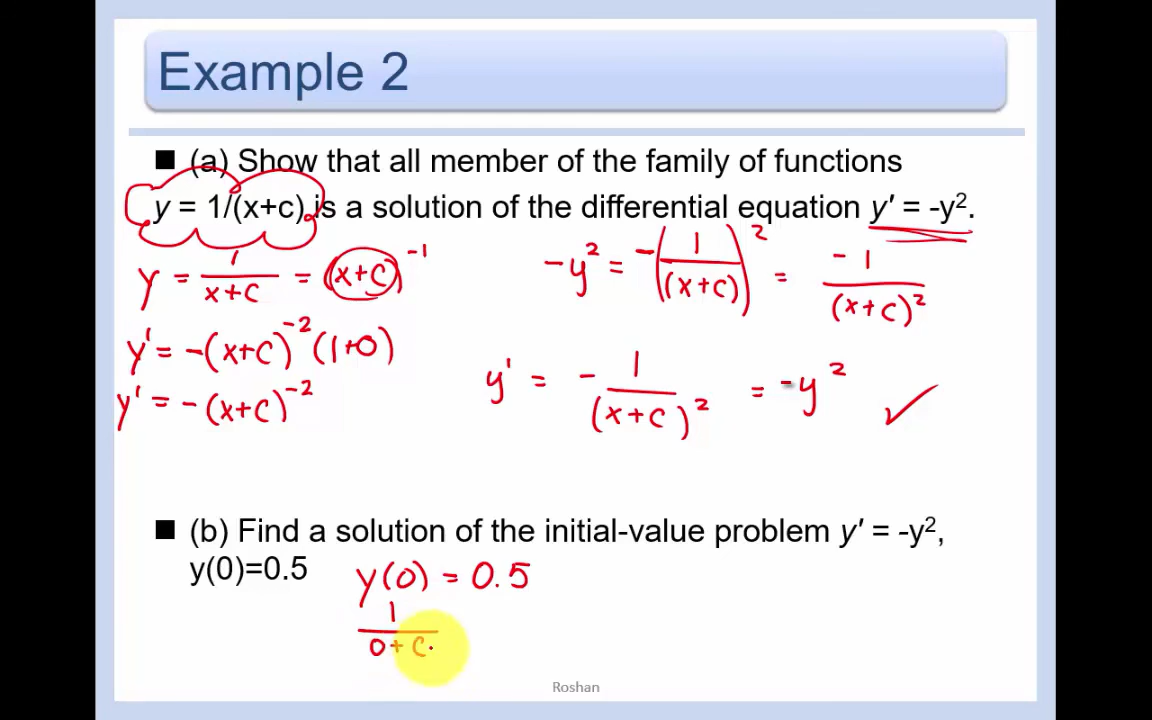 Example 2
■ (a) Show that all member of the family of functions
y = 1/(x+c) is a solution of the differential equation y′ = -y².
y = 1/(x+c) = (x+c)⁻¹
-y² = -(1/(x+c))² = -1/(x+c)²
y' = -(x+c)⁻²(1+0)
y' = -1/(x+c)² = -y² ✓
y' = -(x+c)⁻²
■ (b) Find a solution of the initial-value problem y′ = -y²,
y(0)=0.5
y(0) = 0.5
1/(0+c
Roshan